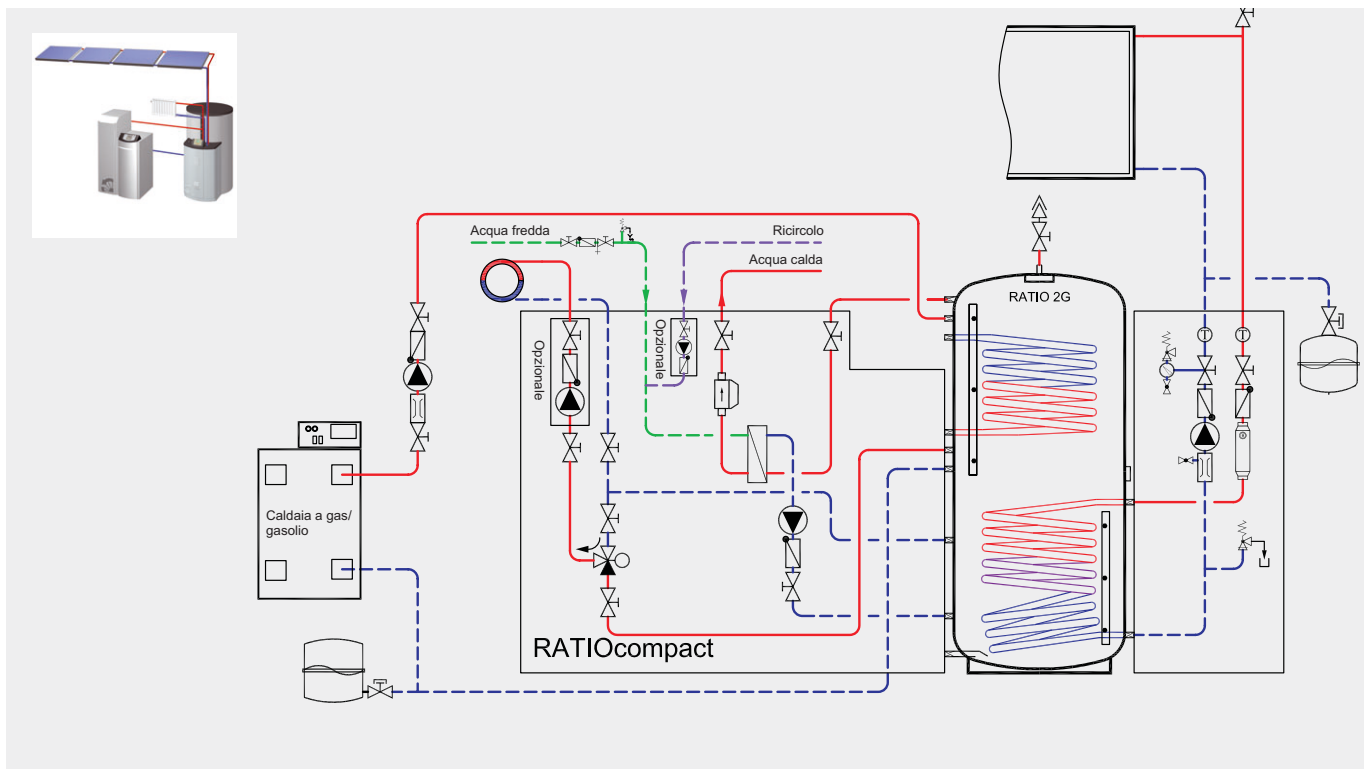 Acqua fredda
Ricircolo
Acqua calda
RATIO 2G
Opzionale
Opzionale
T
T
Caldaia a gas/
gasolio
RATIOcompact